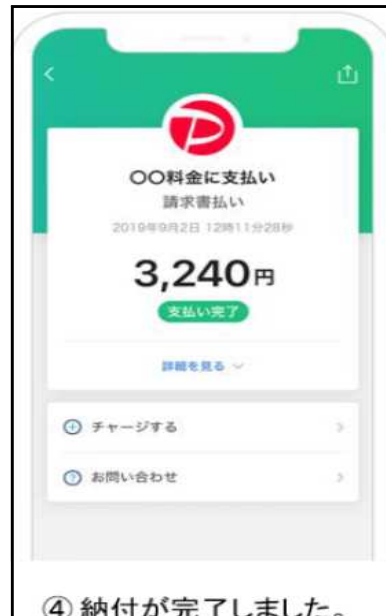 〇〇料金に支払い
請求書払い
2019年9月2日 12時11分28秒
3,240円
支払い完了
詳細を見る
チャージする
お問い合わせ
④ 納付が完了しました。